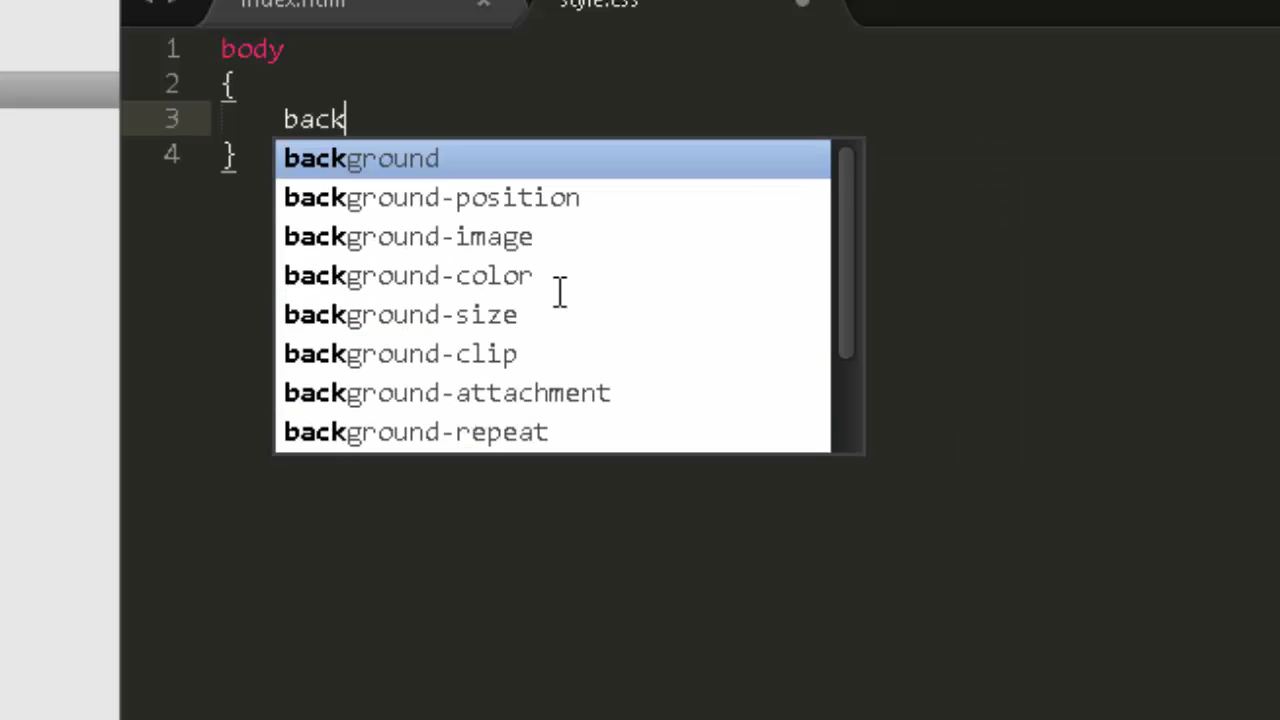 index.html × style.css
1 body
2 {
3 back
4 }
background
background-position
background-image
background-color
background-size
background-clip
background-attachment
background-repeat